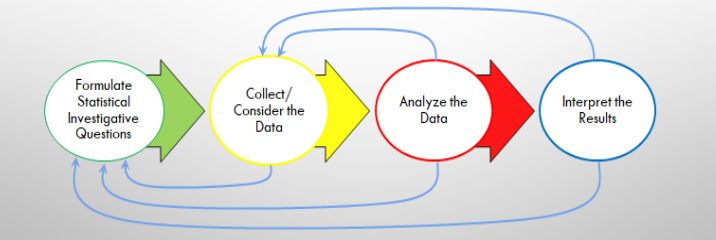 Formulate
Statistical
Investigative
Questions
Collect/
Consider the
Data
Analyze the
Data
Interpret the
Results